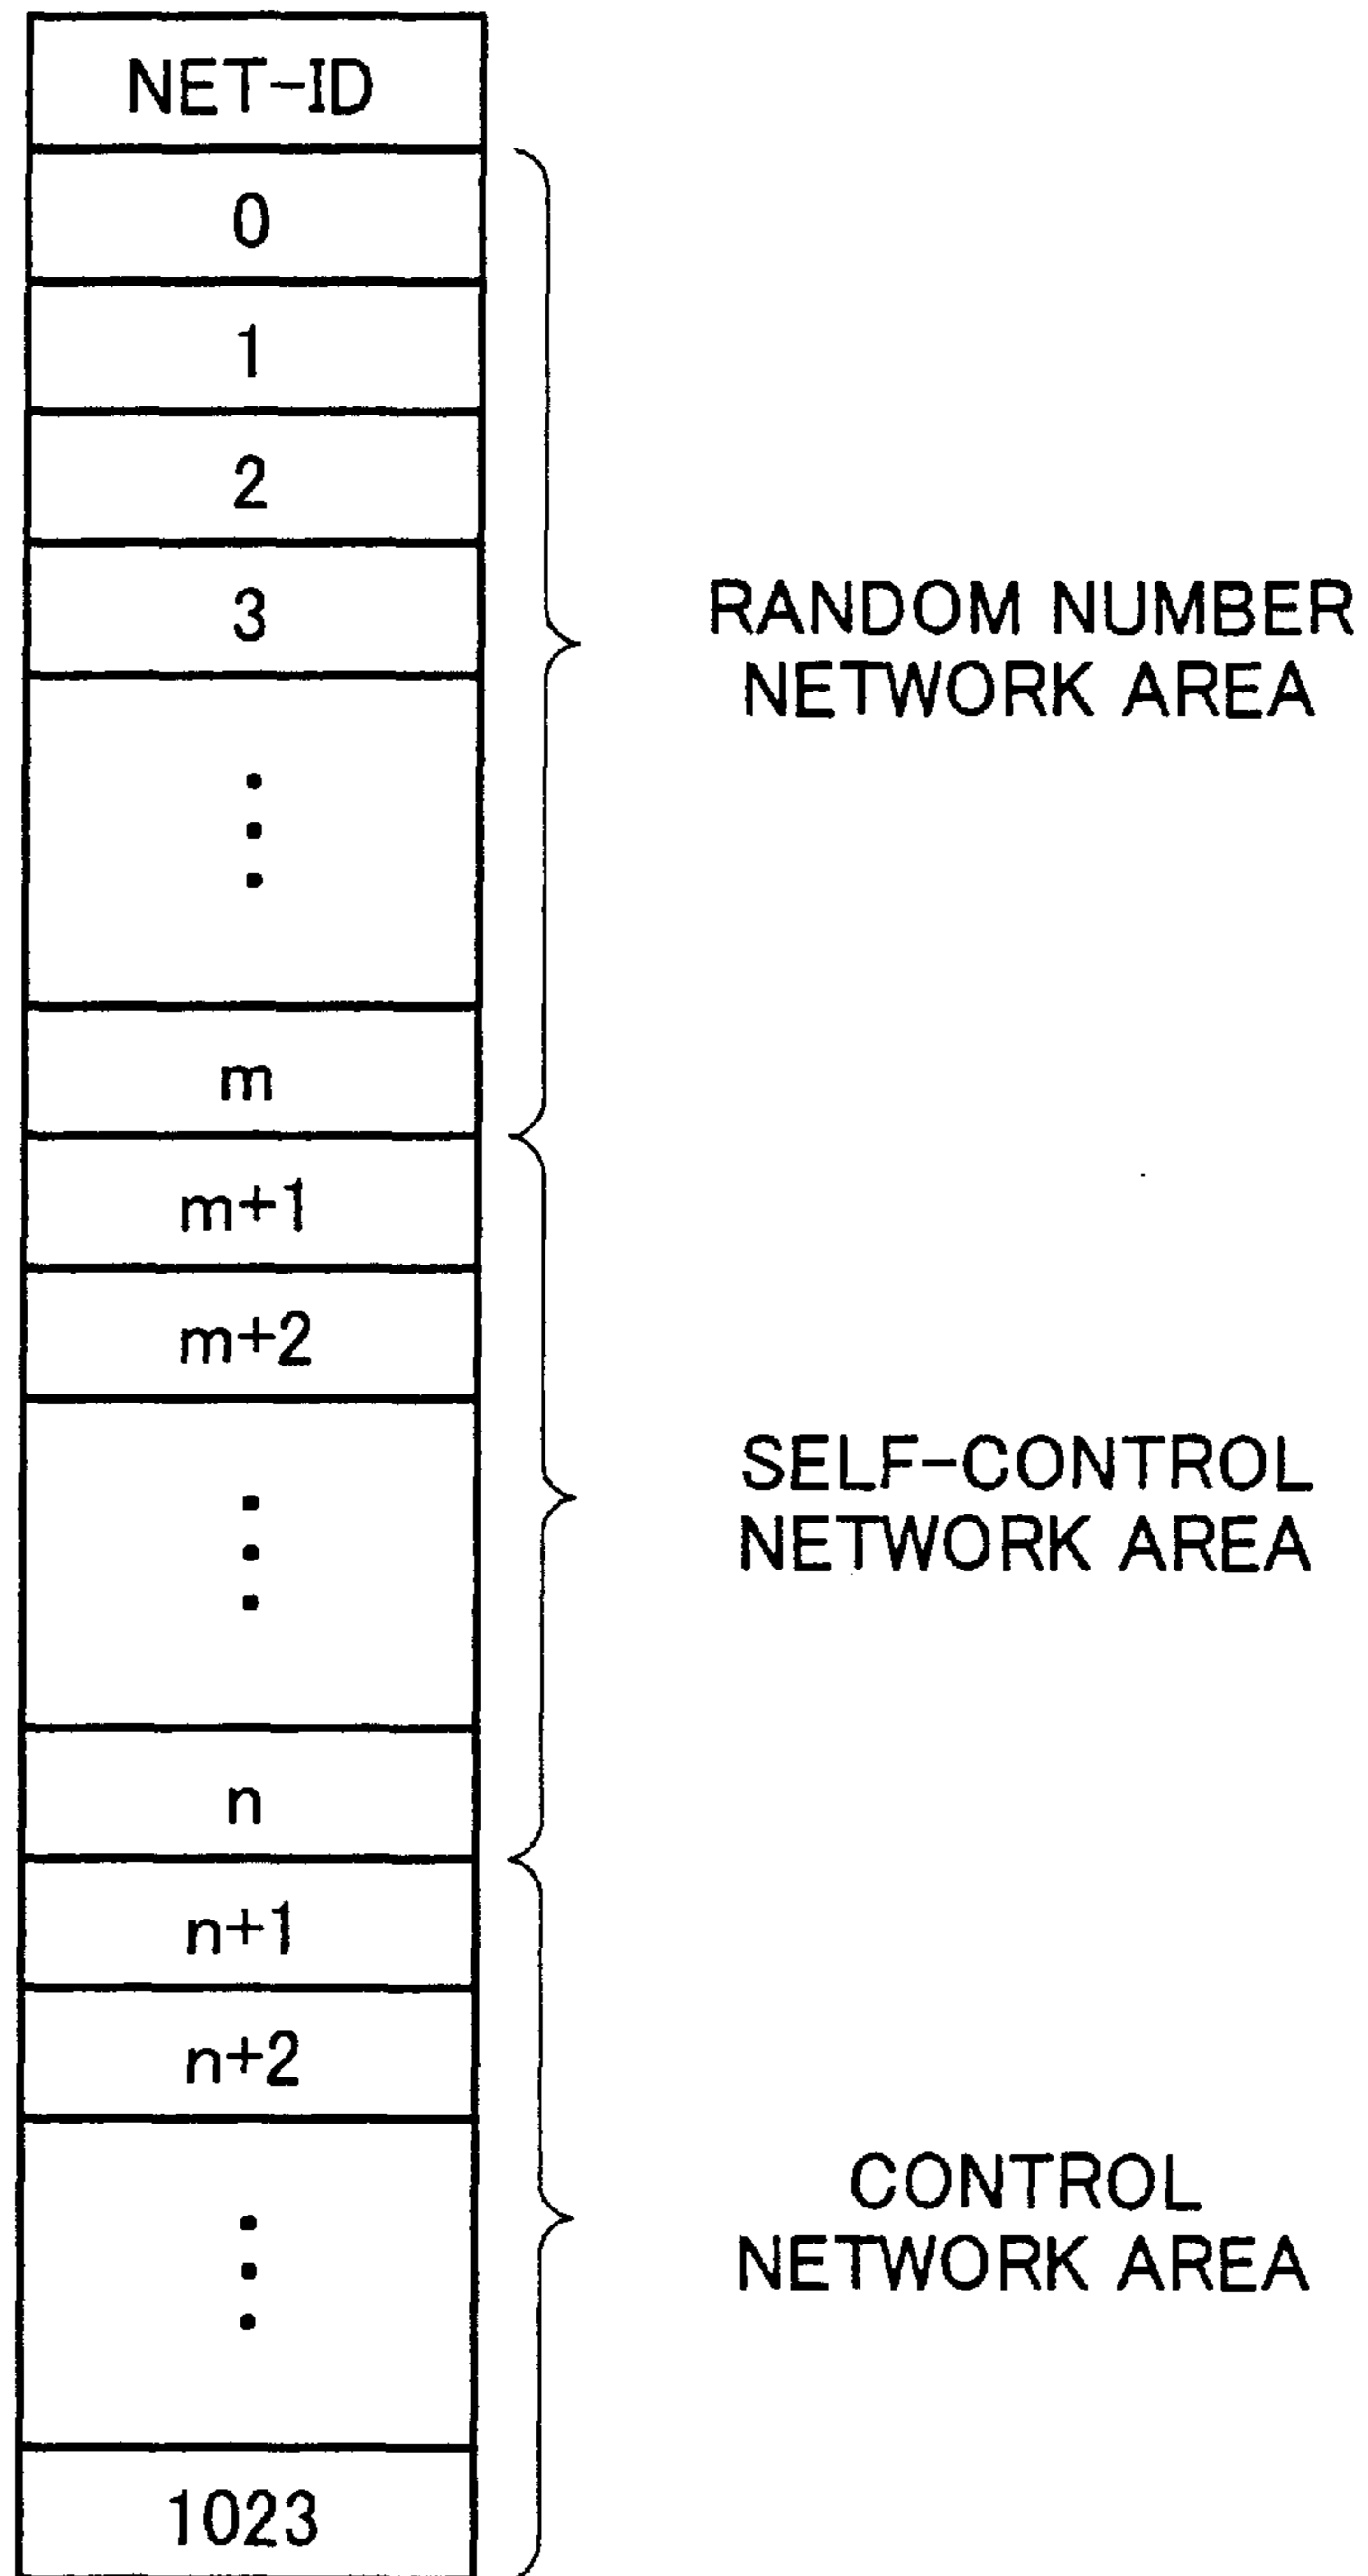 NET-ID
0
1
2
3
⋮
m
m+1
m+2
⋮
n
n+1
n+2
⋮
1023
RANDOM NUMBER
NETWORK AREA
SELF-CONTROL
NETWORK AREA
CONTROL
NETWORK AREA